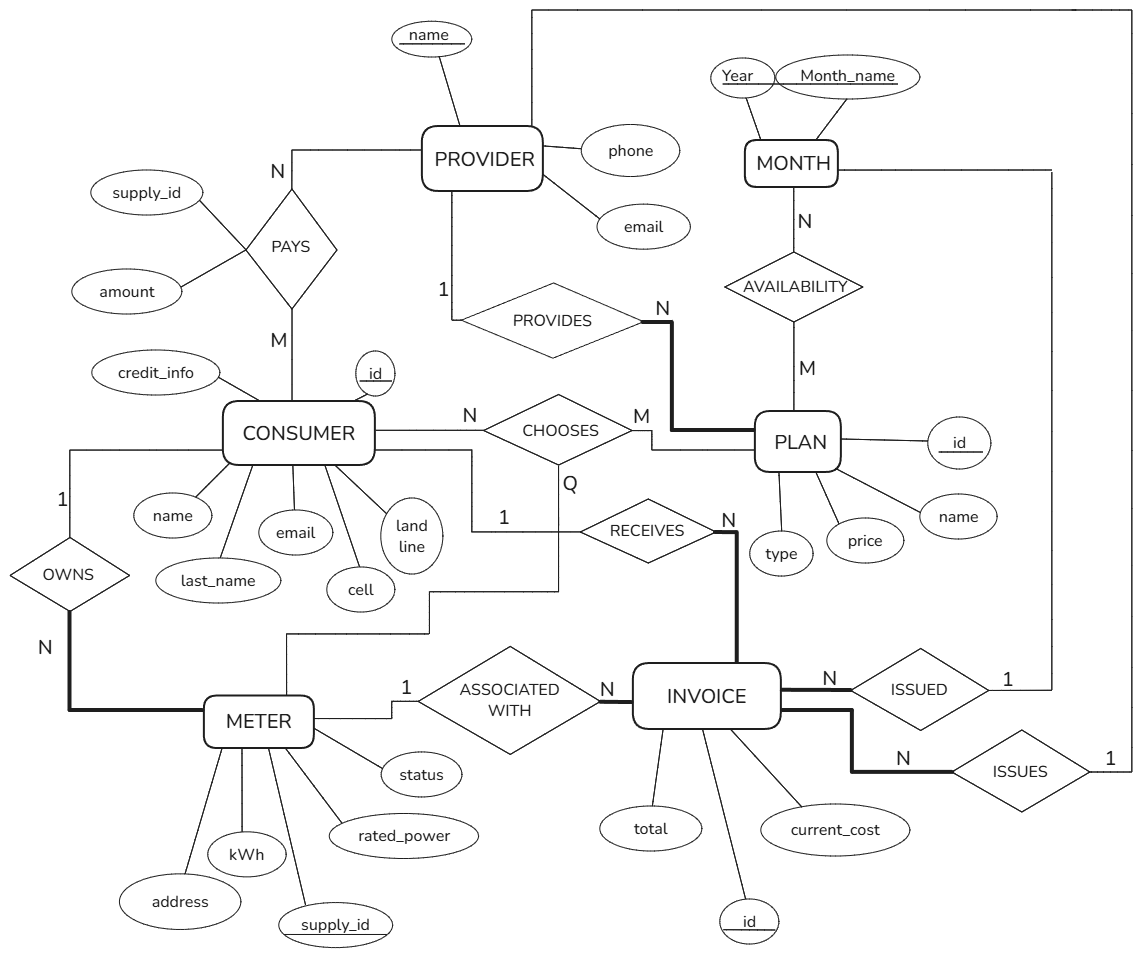 name
Year
Month_name
PROVIDER
phone
MONTH
N
supply_id
email
N
PAYS
amount
1
AVAILABILITY
N
PROVIDES
M
credit_info
id
M
N
M
CONSUMER
CHOOSES
PLAN
id
Q
1
name
email
land
line
1
RECEIVES
N
type
price
name
OWNS
last_name
cell
N
1
ASSOCIATED
WITH
N
INVOICE
N
ISSUED
1
METER
status
N
ISSUES
1
total
current_cost
rated_power
kWh
address
supply_id
id